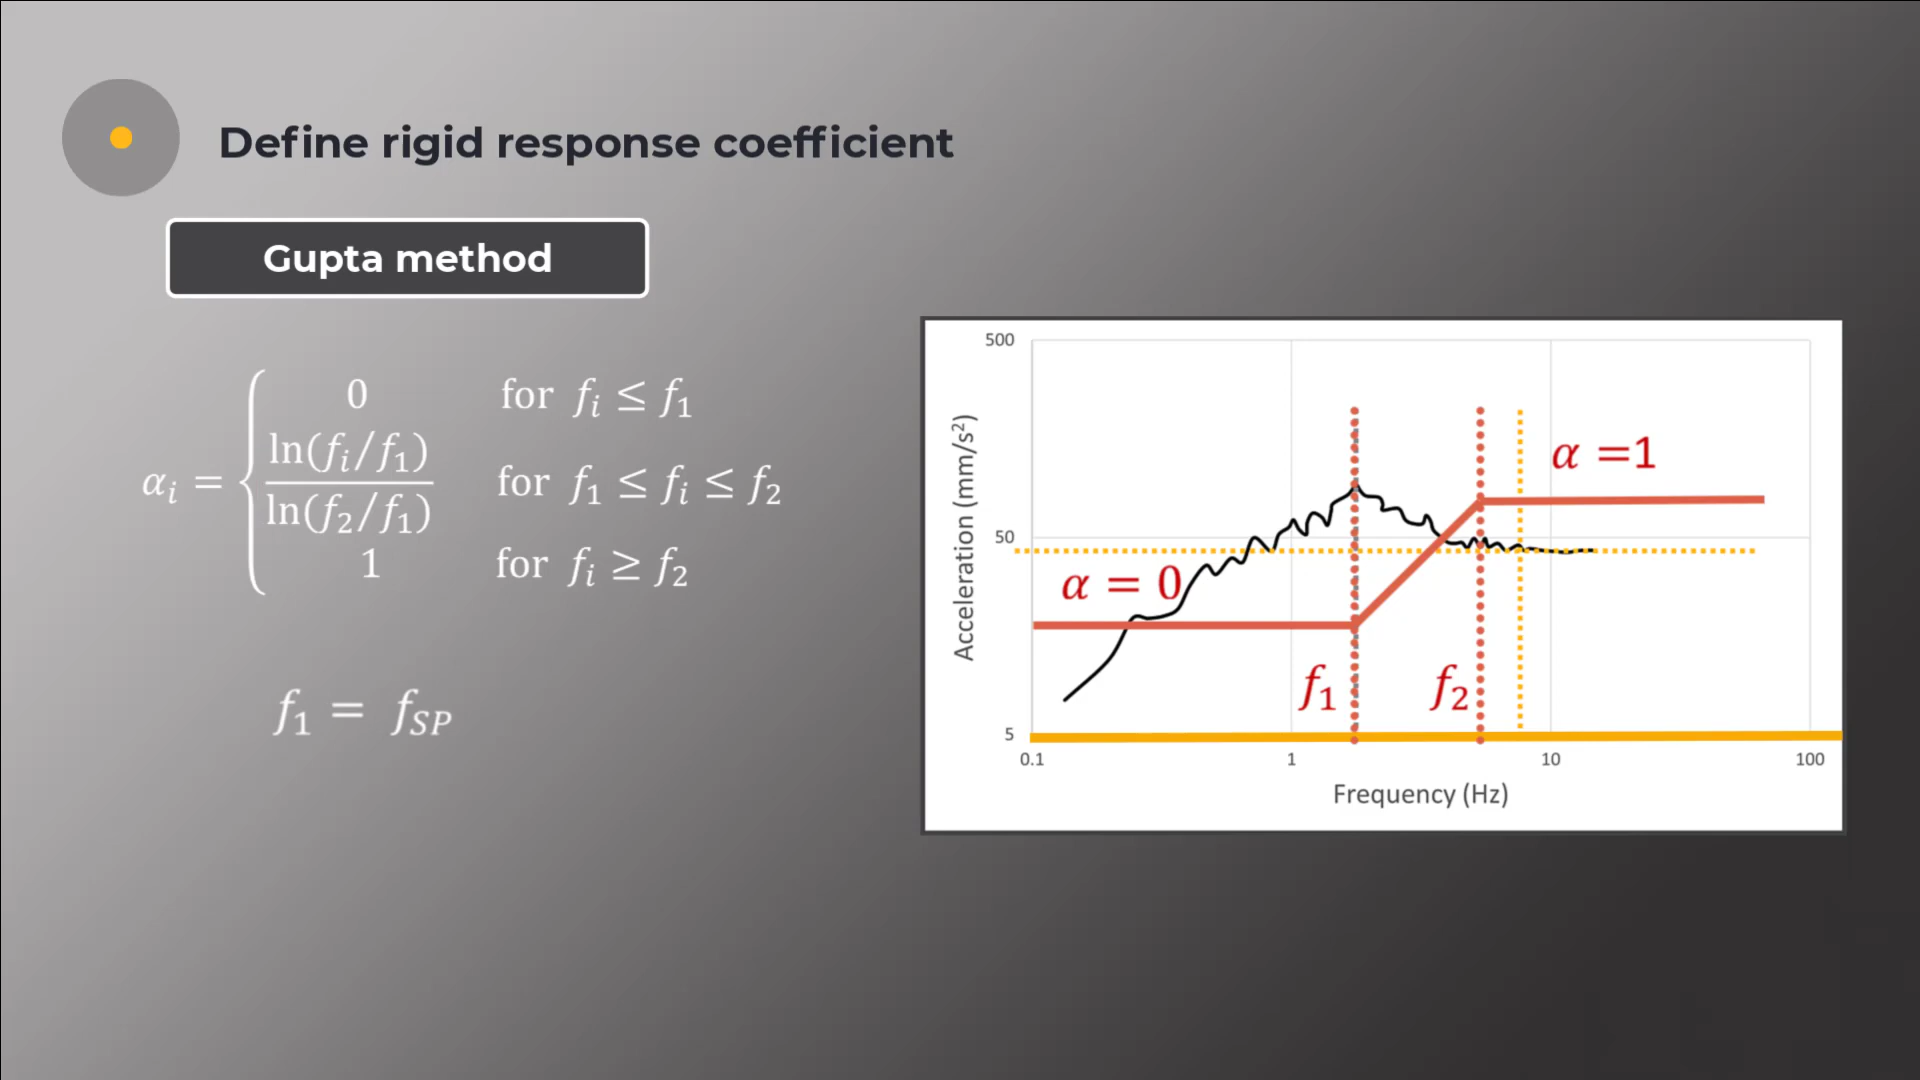 Define rigid response coefficient
Gupta method
α_i = { 0 for f_i ≤ f_1
ln(f_i/f_1) / ln(f_2/f_1) for f_1 ≤ f_i ≤ f_2
1 for f_i ≥ f_2
f_1 = f_SP
500
50
5
Acceleration (mm/s²)
α = 0
α =1
f_1
f_2
0.1
1
10
100
Frequency (Hz)